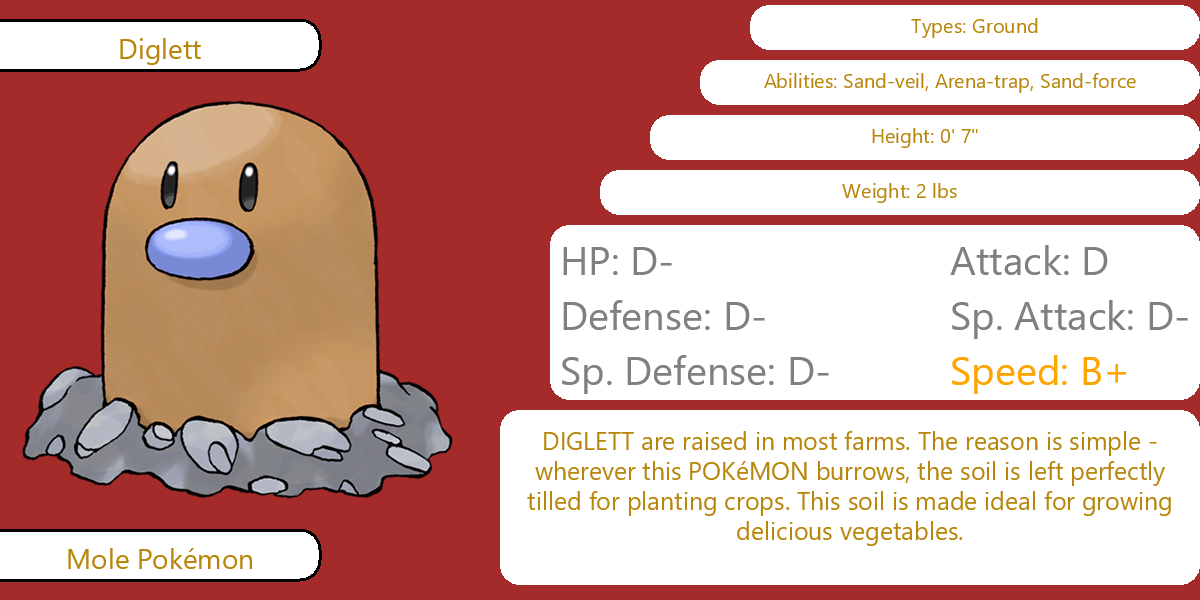 Diglett
Types: Ground
Abilities: Sand-veil, Arena-trap, Sand-force
Height: 0' 7"
Weight: 2 lbs
HP: D-
Attack: D
Defense: D-
Sp. Attack: D-
Sp. Defense: D-
Speed: B+
DIGLETT are raised in most farms. The reason is simple -
wherever this POKéMON burrows, the soil is left perfectly
tilled for planting crops. This soil is made ideal for growing
delicious vegetables.
Mole Pokémon